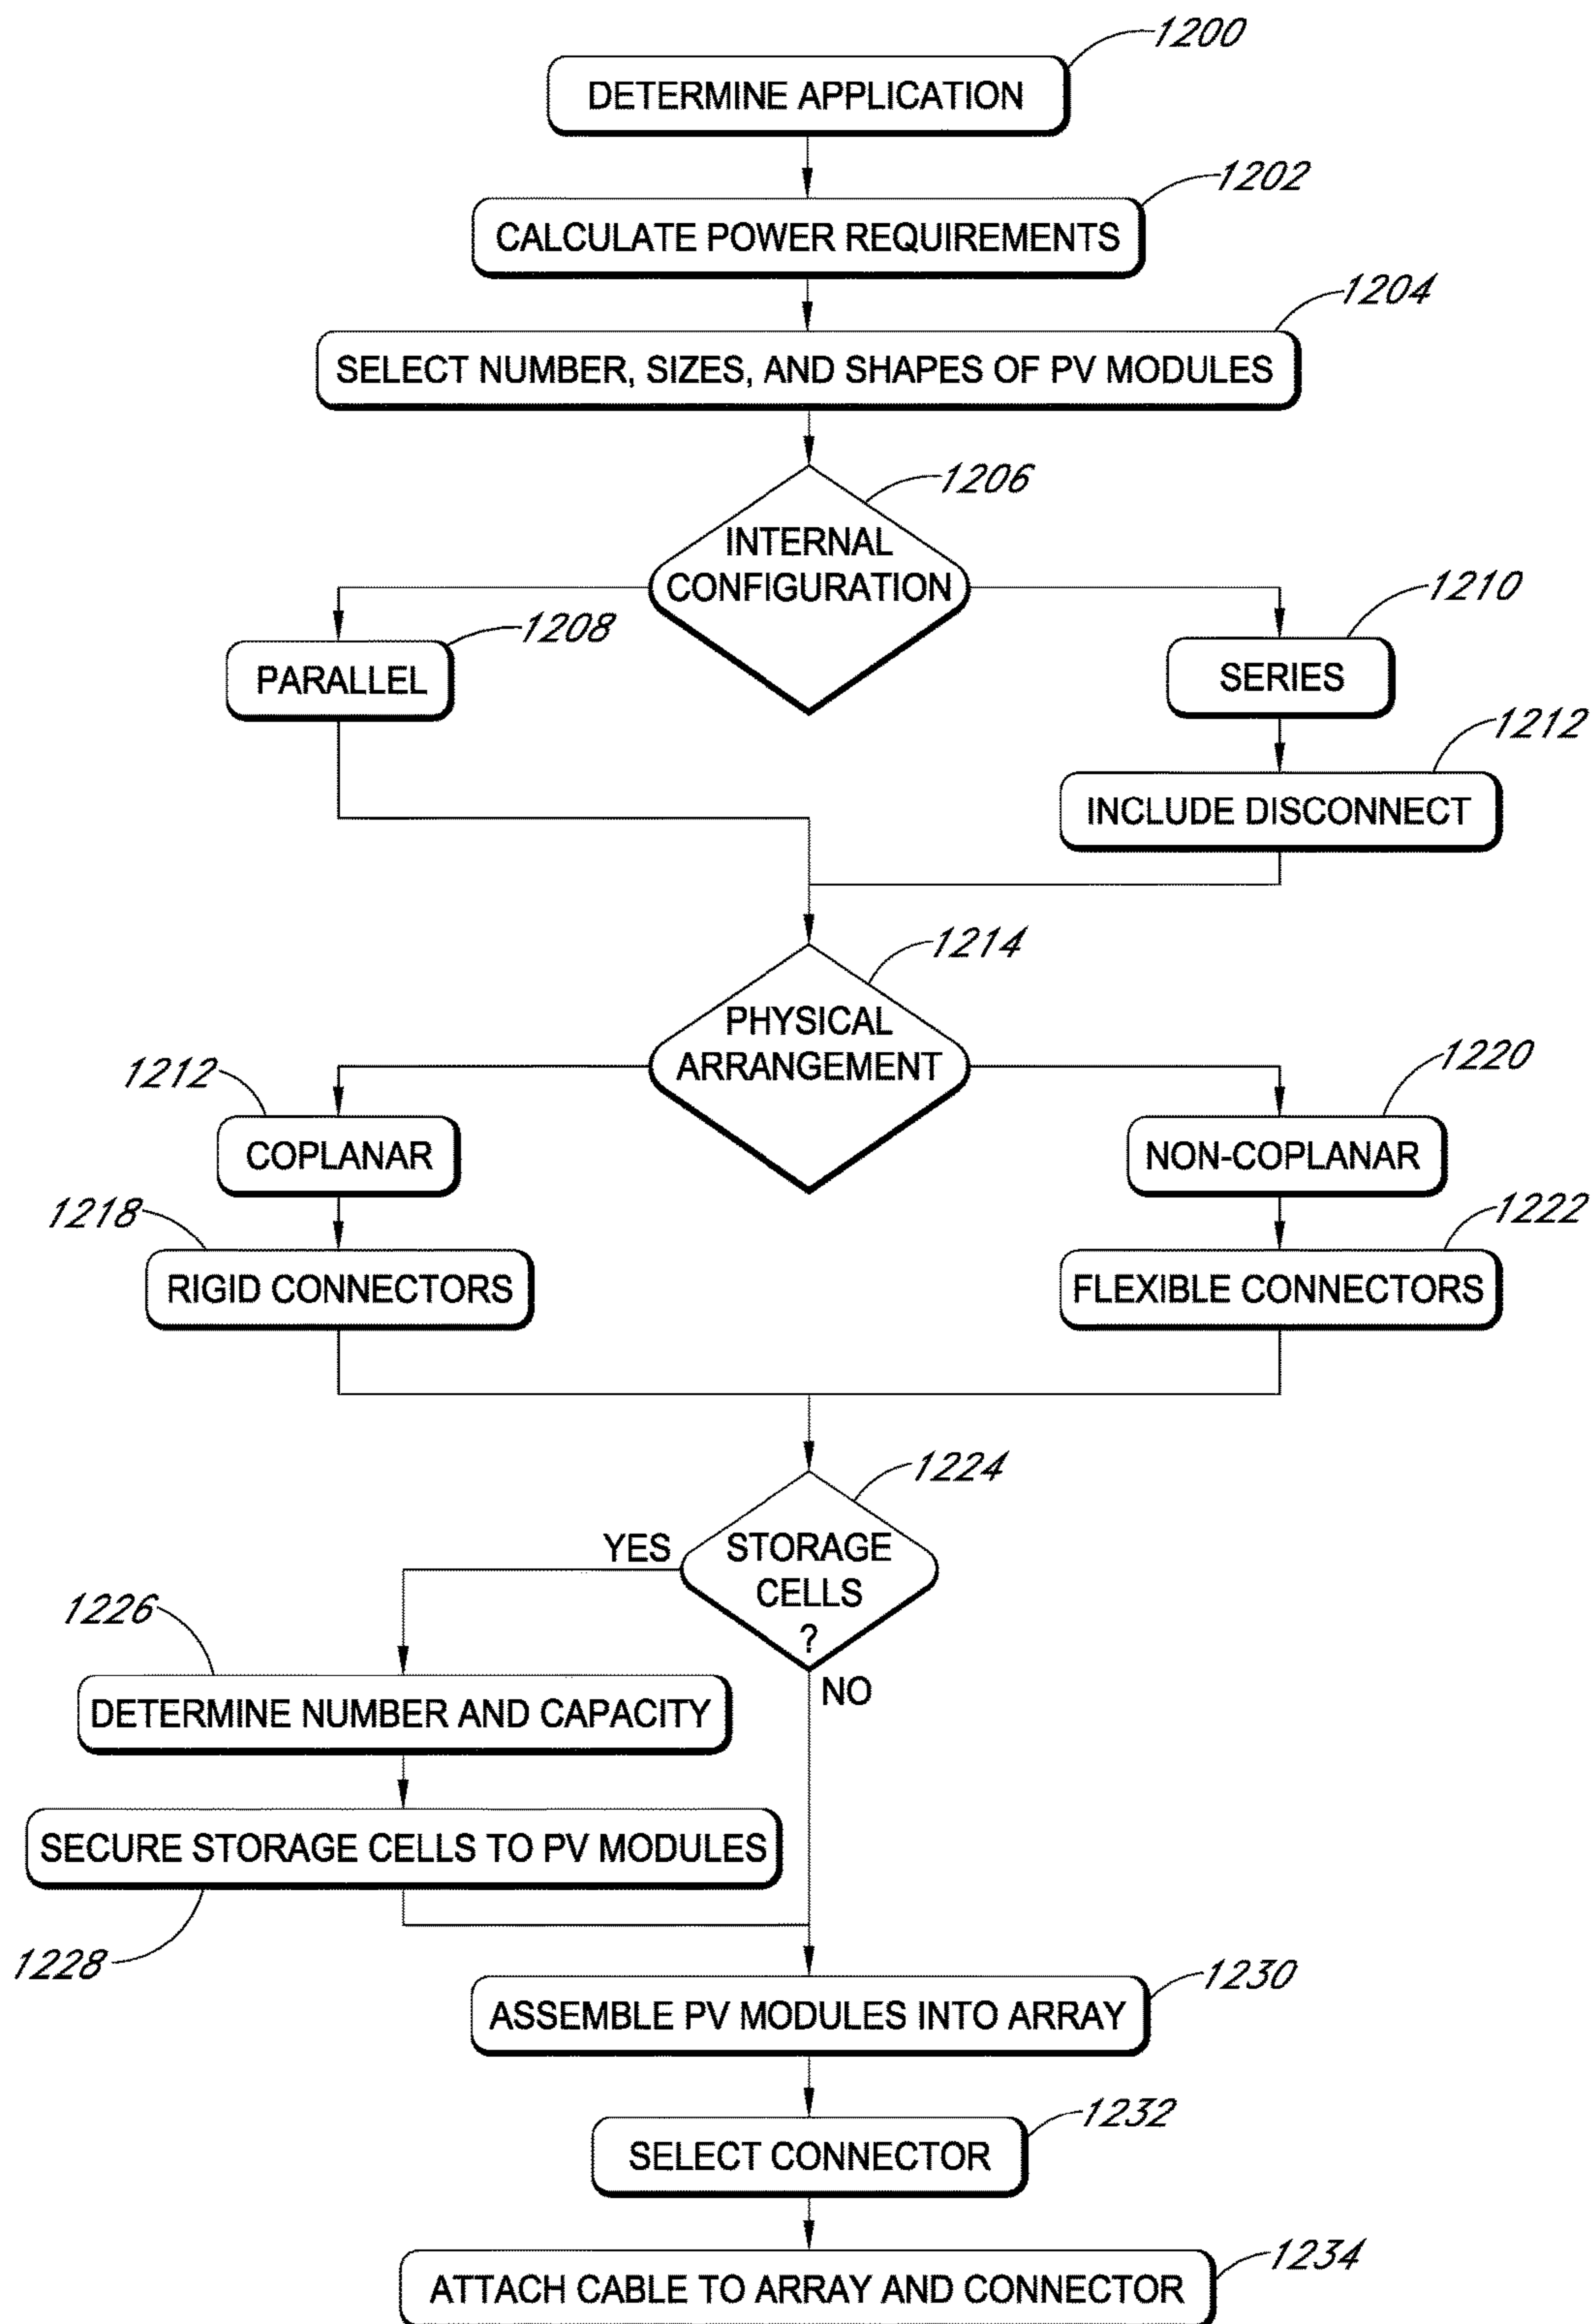 1200
DETERMINE APPLICATION
1202
CALCULATE POWER REQUIREMENTS
1204
SELECT NUMBER, SIZES, AND SHAPES OF PV MODULES
1206
INTERNAL
CONFIGURATION
1208
PARALLEL
1210
SERIES
1212
INCLUDE DISCONNECT
1214
PHYSICAL
ARRANGEMENT
1212
COPLANAR
1220
NON-COPLANAR
1218
RIGID CONNECTORS
1222
FLEXIBLE CONNECTORS
1224
YES
STORAGE
CELLS
?
NO
1226
DETERMINE NUMBER AND CAPACITY
SECURE STORAGE CELLS TO PV MODULES
1228
1230
ASSEMBLE PV MODULES INTO ARRAY
1232
SELECT CONNECTOR
1234
ATTACH CABLE TO ARRAY AND CONNECTOR